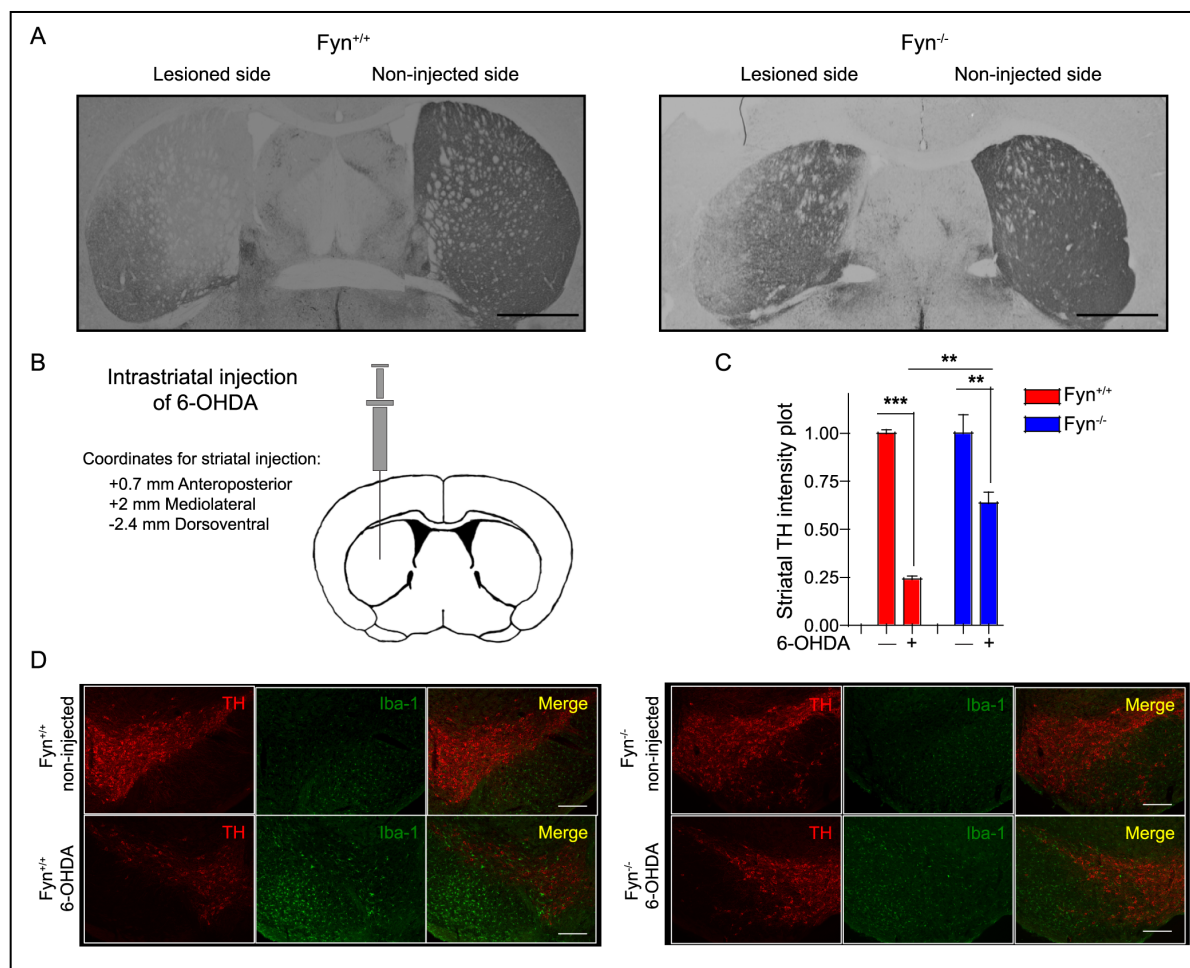 A
Fyn+/+
Fyn-/-
Lesioned side
Non-injected side
Lesioned side
Non-injected side
B
Intrastriatal injection
of 6-OHDA
Coordinates for striatal injection:
+0.7 mm Anteroposterior
+2 mm Mediolateral
-2.4 mm Dorsoventral
C
Striatal TH intensity plot
1.00
0.75
0.50
0.25
0.00
***
**
**
Fyn+/+
Fyn-/-
6-OHDA
— + — +
D
Fyn+/+
non-injected
TH
Iba-1
Merge
Fyn+/+
6-OHDA
TH
Iba-1
Merge
Fyn-/-
non-injected
TH
Iba-1
Merge
Fyn-/-
6-OHDA
TH
Iba-1
Merge